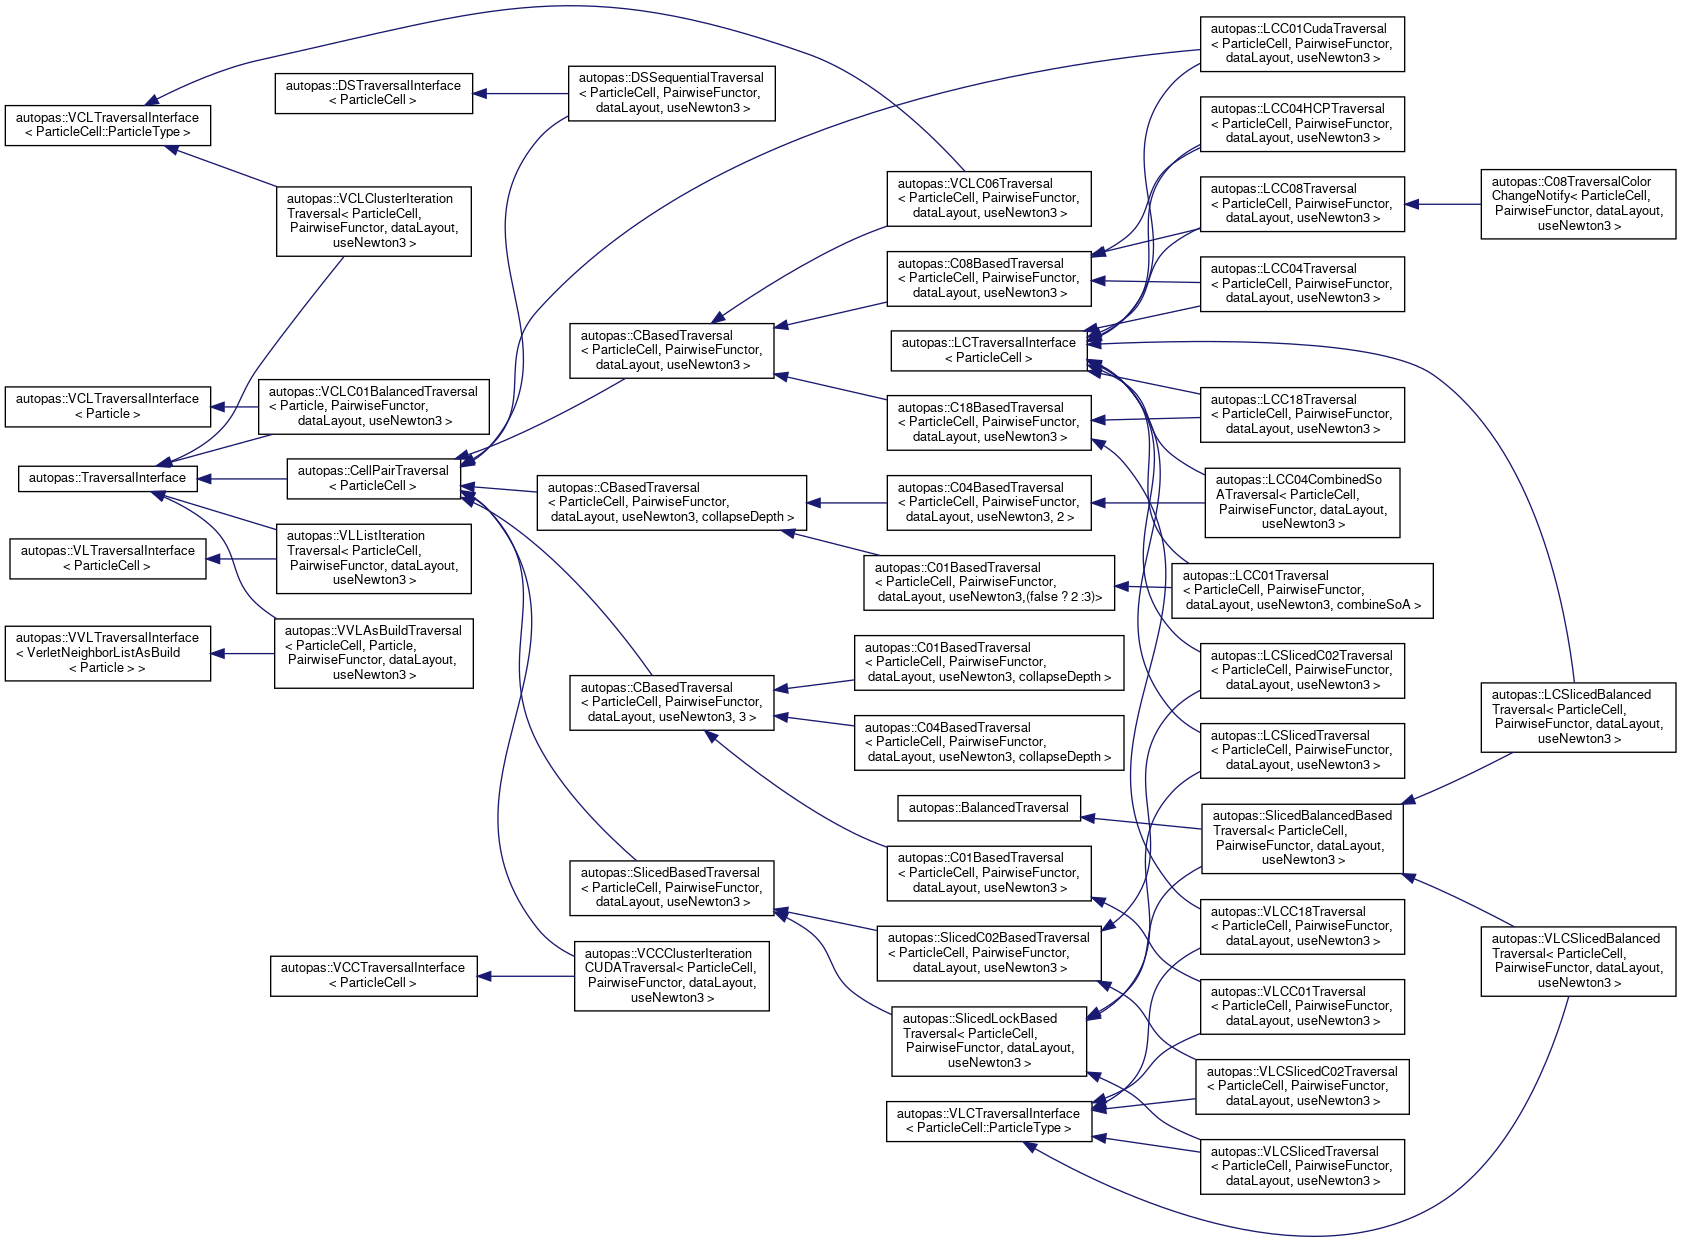 autopas::VCLTraversalInterface
< ParticleCell::ParticleType >
autopas::VCLTraversalInterface
< Particle >
autopas::TraversalInterface
autopas::VLTraversalInterface
< ParticleCell >
autopas::VVLTraversalInterface
< VerletNeighborListAsBuild
< Particle > >
autopas::DSTraversalInterface
< ParticleCell >
autopas::VCLClusterIteration
Traversal< ParticleCell,
PairwiseFunctor, dataLayout,
useNewton3 >
autopas::VCLC01BalancedTraversal
< Particle, PairwiseFunctor,
dataLayout, useNewton3 >
autopas::CellPairTraversal
< ParticleCell >
autopas::VLListIteration
Traversal< ParticleCell,
PairwiseFunctor, dataLayout,
useNewton3 >
autopas::VVLAsBuildTraversal
< ParticleCell, Particle,
PairwiseFunctor, dataLayout,
useNewton3 >
autopas::VCCTraversalInterface
< ParticleCell >
autopas::DSSequentialTraversal
< ParticleCell, PairwiseFunctor,
dataLayout, useNewton3 >
autopas::CBasedTraversal
< ParticleCell, PairwiseFunctor,
dataLayout, useNewton3 >
autopas::CBasedTraversal
< ParticleCell, PairwiseFunctor,
dataLayout, useNewton3, collapseDepth >
autopas::CBasedTraversal
< ParticleCell, PairwiseFunctor,
dataLayout, useNewton3, 3 >
autopas::SlicedBasedTraversal
< ParticleCell, PairwiseFunctor,
dataLayout, useNewton3 >
autopas::VCCClusterIteration
CUDATraversal< ParticleCell,
PairwiseFunctor, dataLayout,
useNewton3 >
autopas::VCLC06Traversal
< ParticleCell, PairwiseFunctor,
dataLayout, useNewton3 >
autopas::C08BasedTraversal
< ParticleCell, PairwiseFunctor,
dataLayout, useNewton3 >
autopas::LCTraversalInterface
< ParticleCell >
autopas::C18BasedTraversal
< ParticleCell, PairwiseFunctor,
dataLayout, useNewton3 >
autopas::C04BasedTraversal
< ParticleCell, PairwiseFunctor,
dataLayout, useNewton3, 2 >
autopas::C01BasedTraversal
< ParticleCell, PairwiseFunctor,
dataLayout, useNewton3,(false ? 2 :3)>
autopas::C01BasedTraversal
< ParticleCell, PairwiseFunctor,
dataLayout, useNewton3, collapseDepth >
autopas::C04BasedTraversal
< ParticleCell, PairwiseFunctor,
dataLayout, useNewton3, collapseDepth >
autopas::BalancedTraversal
autopas::C01BasedTraversal
< ParticleCell, PairwiseFunctor,
dataLayout, useNewton3 >
autopas::SlicedC02BasedTraversal
< ParticleCell, PairwiseFunctor,
dataLayout, useNewton3 >
autopas::SlicedLockBased
Traversal< ParticleCell,
PairwiseFunctor, dataLayout,
useNewton3 >
autopas::VLCTraversalInterface
< ParticleCell::ParticleType >
autopas::LCC01CudaTraversal
< ParticleCell, PairwiseFunctor,
dataLayout, useNewton3 >
autopas::LCC04HCPTraversal
< ParticleCell, PairwiseFunctor,
dataLayout, useNewton3 >
autopas::LCC08Traversal
< ParticleCell, PairwiseFunctor,
dataLayout, useNewton3 >
autopas::LCC04Traversal
< ParticleCell, PairwiseFunctor,
dataLayout, useNewton3 >
autopas::LCC18Traversal
< ParticleCell, PairwiseFunctor,
dataLayout, useNewton3 >
autopas::LCC04CombinedSo
ATraversal< ParticleCell,
PairwiseFunctor, dataLayout,
useNewton3 >
autopas::LCC01Traversal
< ParticleCell, PairwiseFunctor,
dataLayout, useNewton3, combineSoA >
autopas::LCSlicedC02Traversal
< ParticleCell, PairwiseFunctor,
dataLayout, useNewton3 >
autopas::LCSlicedTraversal
< ParticleCell, PairwiseFunctor,
dataLayout, useNewton3 >
autopas::SlicedBalancedBased
Traversal< ParticleCell,
PairwiseFunctor, dataLayout,
useNewton3 >
autopas::VLCC18Traversal
< ParticleCell, PairwiseFunctor,
dataLayout, useNewton3 >
autopas::VLCC01Traversal
< ParticleCell, PairwiseFunctor,
dataLayout, useNewton3 >
autopas::VLCSlicedC02Traversal
< ParticleCell, PairwiseFunctor,
dataLayout, useNewton3 >
autopas::VLCSlicedTraversal
< ParticleCell, PairwiseFunctor,
dataLayout, useNewton3 >
autopas::C08TraversalColor
ChangeNotify< ParticleCell,
PairwiseFunctor, dataLayout,
useNewton3 >
autopas::LCSlicedBalanced
Traversal< ParticleCell,
PairwiseFunctor, dataLayout,
useNewton3 >
autopas::VLCSlicedBalanced
Traversal< ParticleCell,
PairwiseFunctor, dataLayout,
useNewton3 >